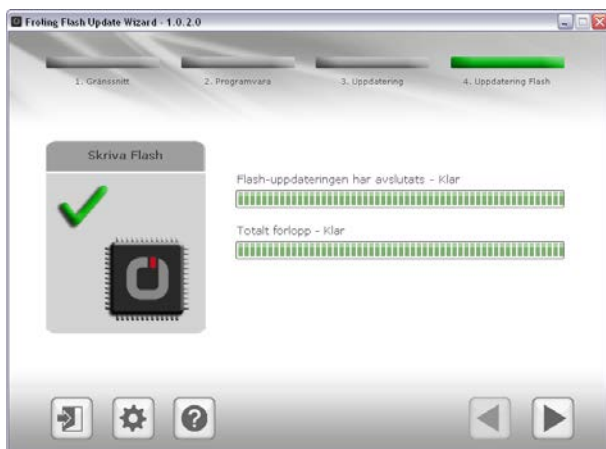 Froling Flash Update Wizard - 1.0.2.0
1. Gränssnitt
2. Programvara
3. Uppdatering
4. Uppdatering Flash
Skriva Flash
Flash-uppdateringen har avslutats - Klar
Totalt forlopp - Klar